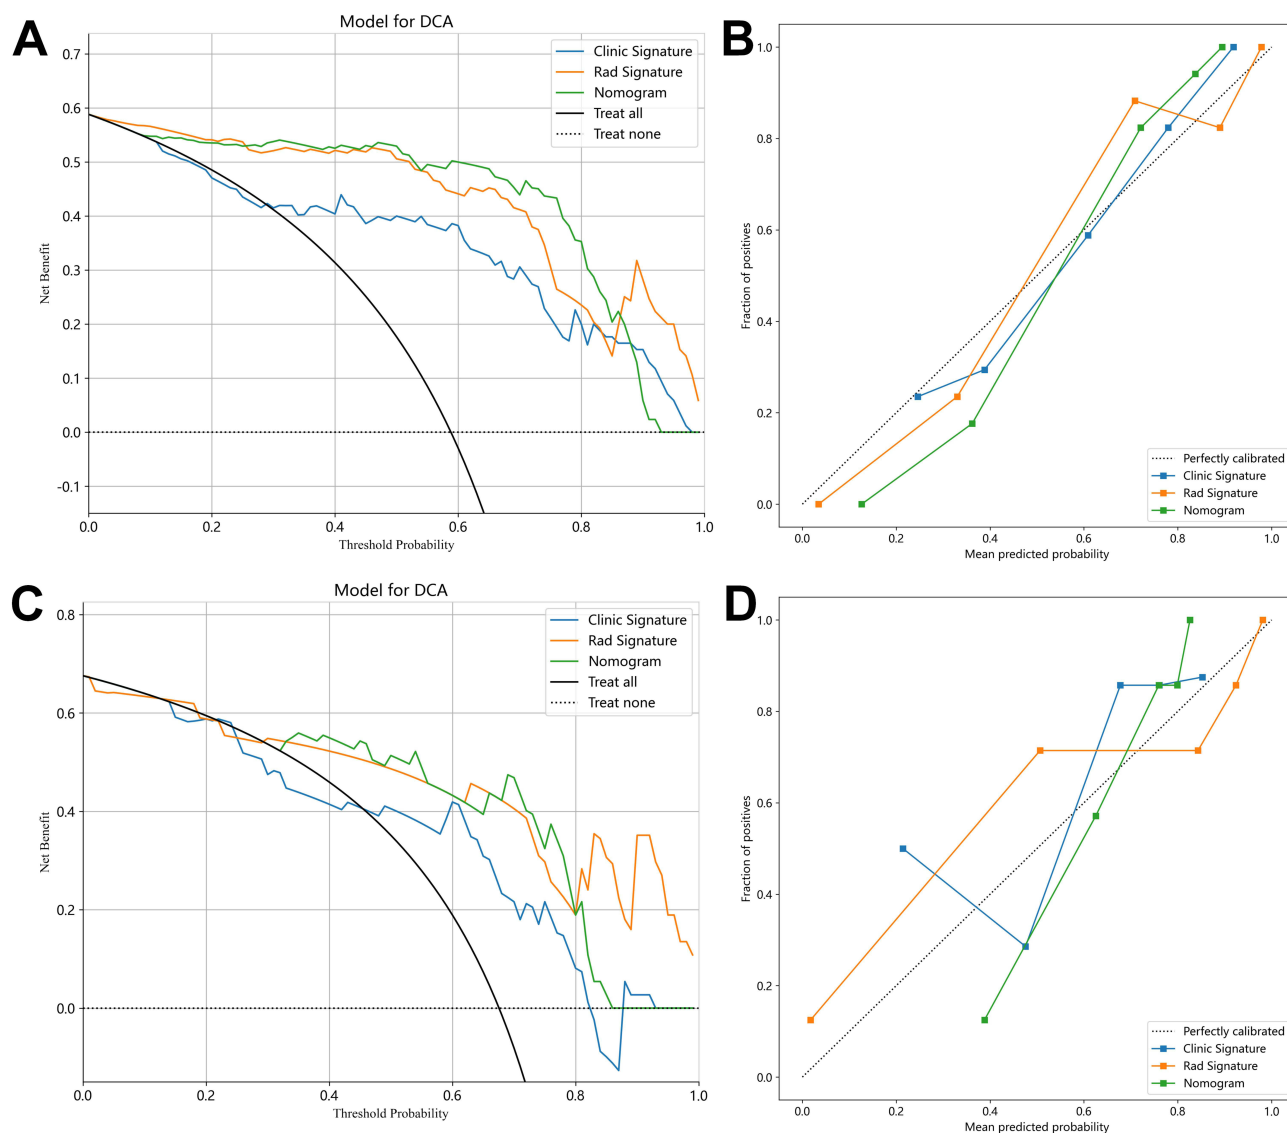 A
Model for DCA
Clinic Signature
Rad Signature
Nomogram
Treat all
Treat none
0.7
0.6
0.5
0.4
0.3
0.2
0.1
0.0
-0.1
Net Benefit
0.0 0.2 0.4 0.6 0.8 1.0
Threshold Probability
B
1.0
0.8
0.6
0.4
0.2
0.0
Fraction of positives
Perfectly calibrated
Clinic Signature
Rad Signature
Nomogram
0.0 0.2 0.4 0.6 0.8 1.0
Mean predicted probability
C
Model for DCA
Clinic Signature
Rad Signature
Nomogram
Treat all
Treat none
0.8
0.6
0.4
0.2
0.0
Net Benefit
0.0 0.2 0.4 0.6 0.8 1.0
Threshold Probability
D
1.0
0.8
0.6
0.4
0.2
0.0
Fraction of positives
Perfectly calibrated
Clinic Signature
Rad Signature
Nomogram
0.0 0.2 0.4 0.6 0.8 1.0
Mean predicted probability